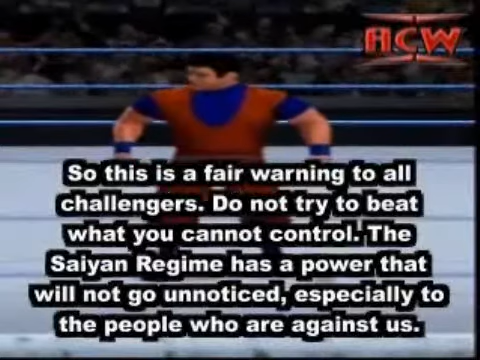 ACW
So this is a fair warning to all
challengers. Do not try to beat
what you cannot control. The
Saiyan Regime has a power that
will not go unnoticed, especially to
the people who are against us.